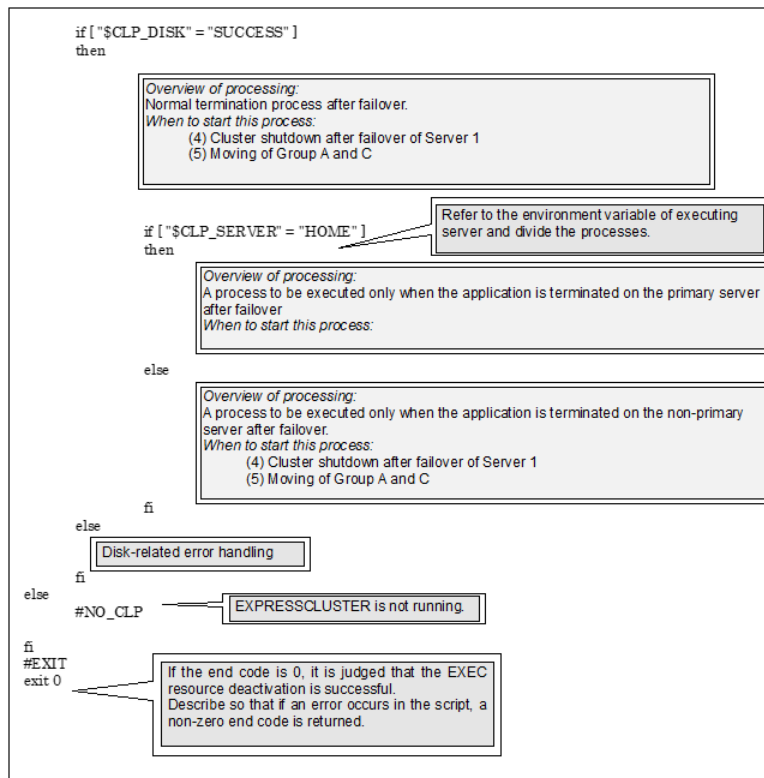 if [ "$CLP_DISK" = "SUCCESS" ]
then
Overview of processing:
Normal termination process after failover.
When to start this process:
(4) Cluster shutdown after failover of Server 1
(5) Moving of Group A and C
Refer to the environment variable of executing
server and divide the processes.
if ["$CLP_SERVER" = "HOME" ]
then
Overview of processing:
A process to be executed only when the application is terminated on the primary server
after failover
When to start this process:
else
Overview of processing:
A process to be executed only when the application is terminated on the non-primary
server after failover.
When to start this process:
(4) Cluster shutdown after failover of Server 1
(5) Moving of Group A and C
fi
else
Disk-related error handling
fi
else
#NO_CLP
EXPRESSCLUSTER is not running.
fi
#EXIT
exit 0
If the end code is 0, it is judged that the EXEC
resource deactivation is successful.
Describe so that if an error occurs in the script, a
non-zero end code is returned.